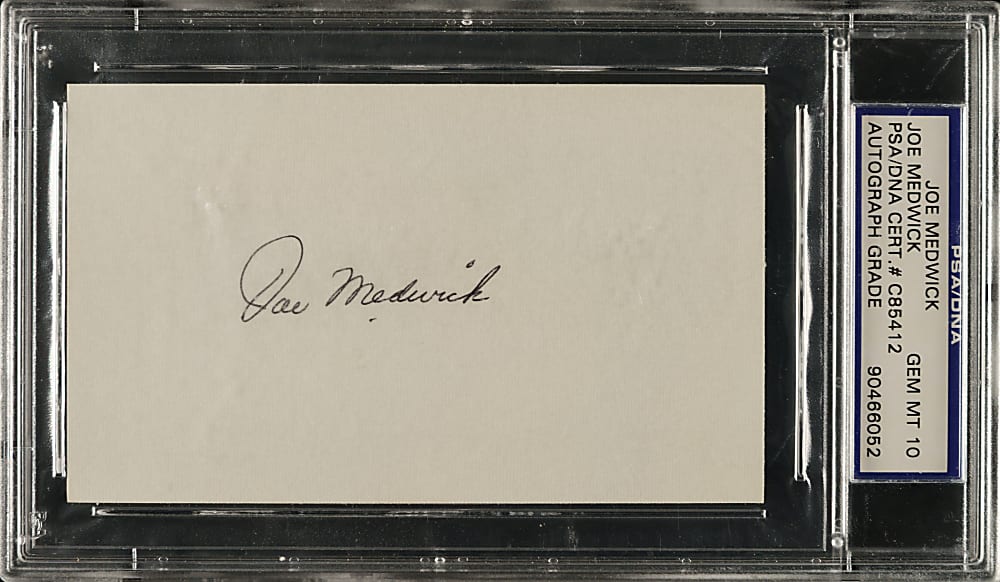 Joe Medwick
PSA/DNA
JOE MEDWICK
JOE MEDWICK GEM MT 10
PSA/DNA CERT.# C85412
AUTOGRAPH GRADE 90466052